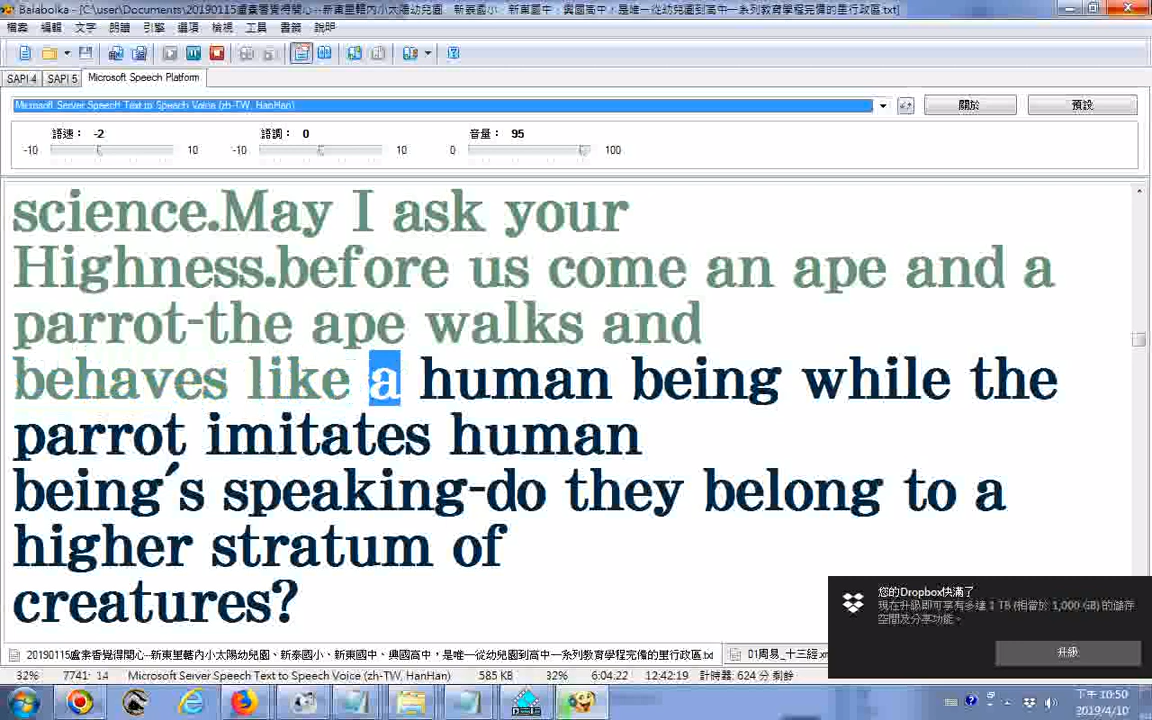 Balabolka - [C:\user\Documents\20190115盧素香覺得開心--新東里轄內小太陽幼兒園、新泰國小、新東國中、興國高中，是唯一從幼兒園到高中一系列教育學程完備的里行政區.txt]
檔案 編輯 文字 朗讀 引擎 選項 檢視 工具 書籤 說明
SAPI 4 SAPI 5 Microsoft Speech Platform
Microsoft Server Speech Text to Speech Voice (zh-TW, HanHan) 關於 預設
語速： -2 語調： 0 音量： 95
-10 10 -10 10 0 100
science.May I ask your
Highness.before us come an ape and a
parrot-the ape walks and
behaves like a human being while the
parrot imitates human
being's speaking-do they belong to a
higher stratum of
creatures?
您的Dropbox快滿了
現在升級即可享有多達 1 TB (相當於 1,000 GB) 的儲存
空間及分享功能。
升級
20190115盧素香覺得開心--新東里轄內小太陽幼兒園、新泰國小、新東國中、興國高中，是唯一從幼兒園到高中一系列教育學程完備的里行政區.txt 01周易_十三經
32% 7741: 14 Microsoft Server Speech Text to Speech Voice (zh-TW, HanHan) 585 KB 32% 6:04.22 12:42:19 計時器: 624 分 剩餘
下午 10:50
2019/4/10